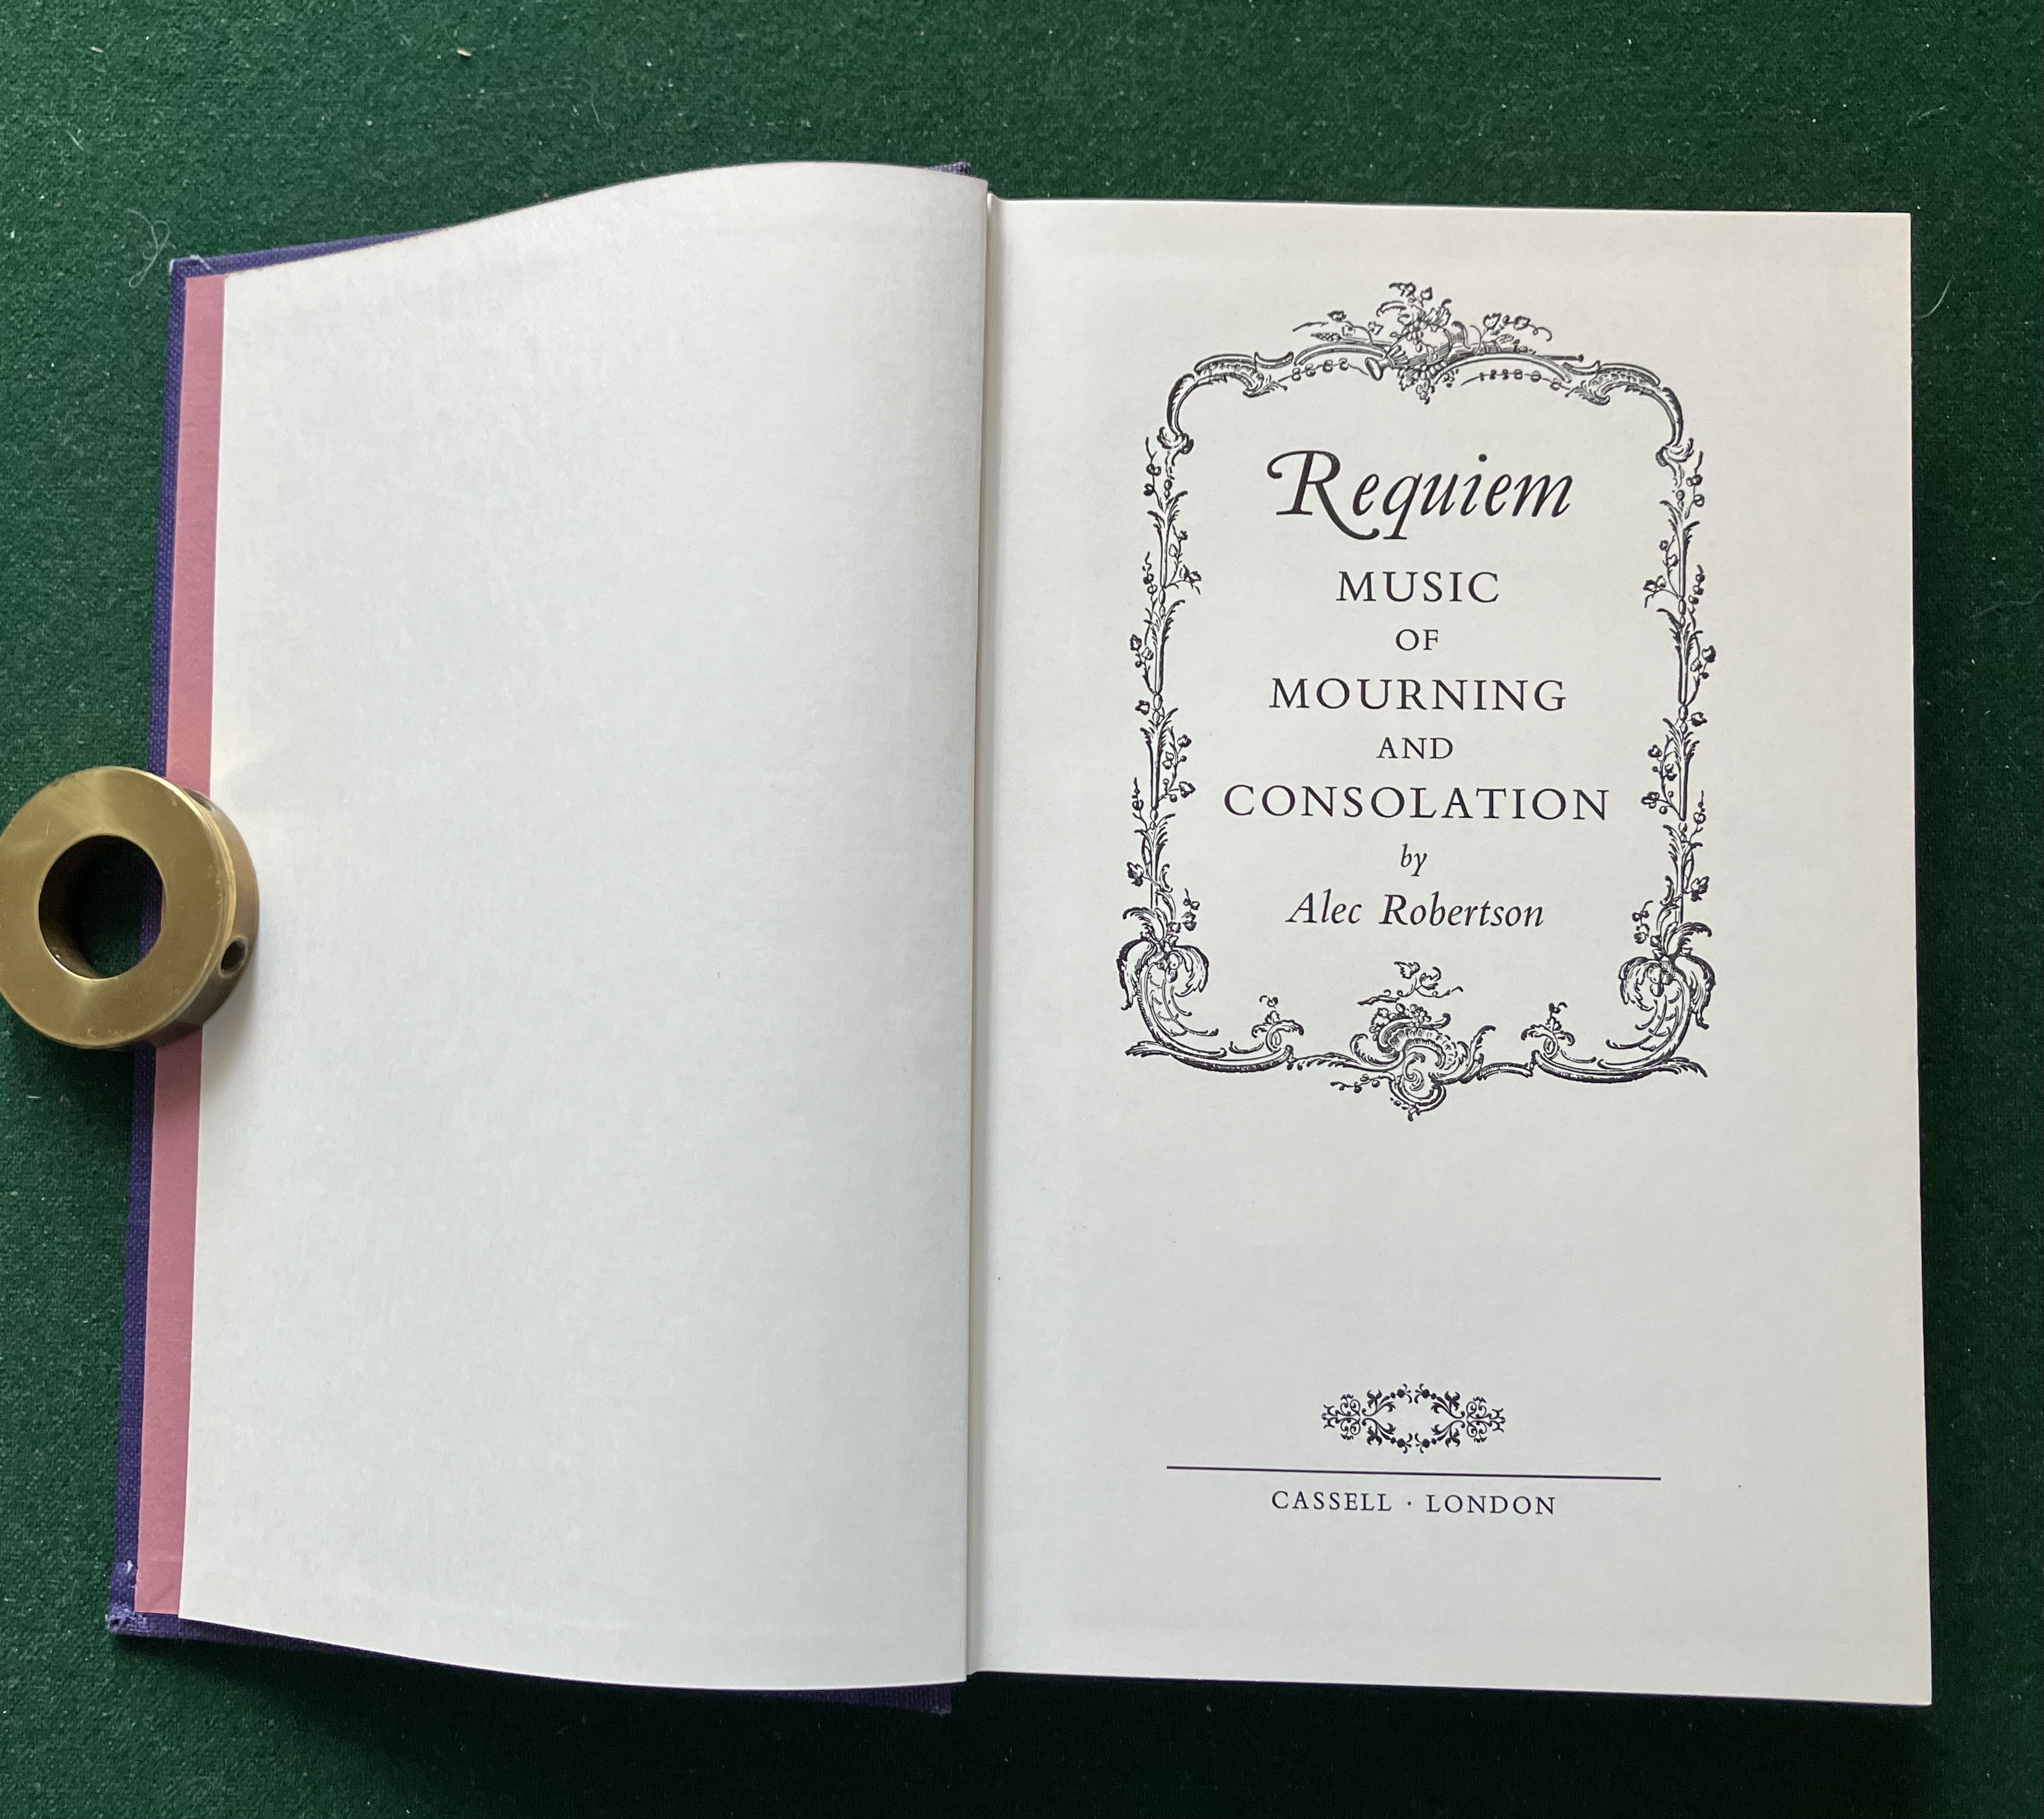 Requiem
MUSIC
OF
MOURNING
AND
CONSOLATION
by
Alec Robertson
CASSELL · LONDON